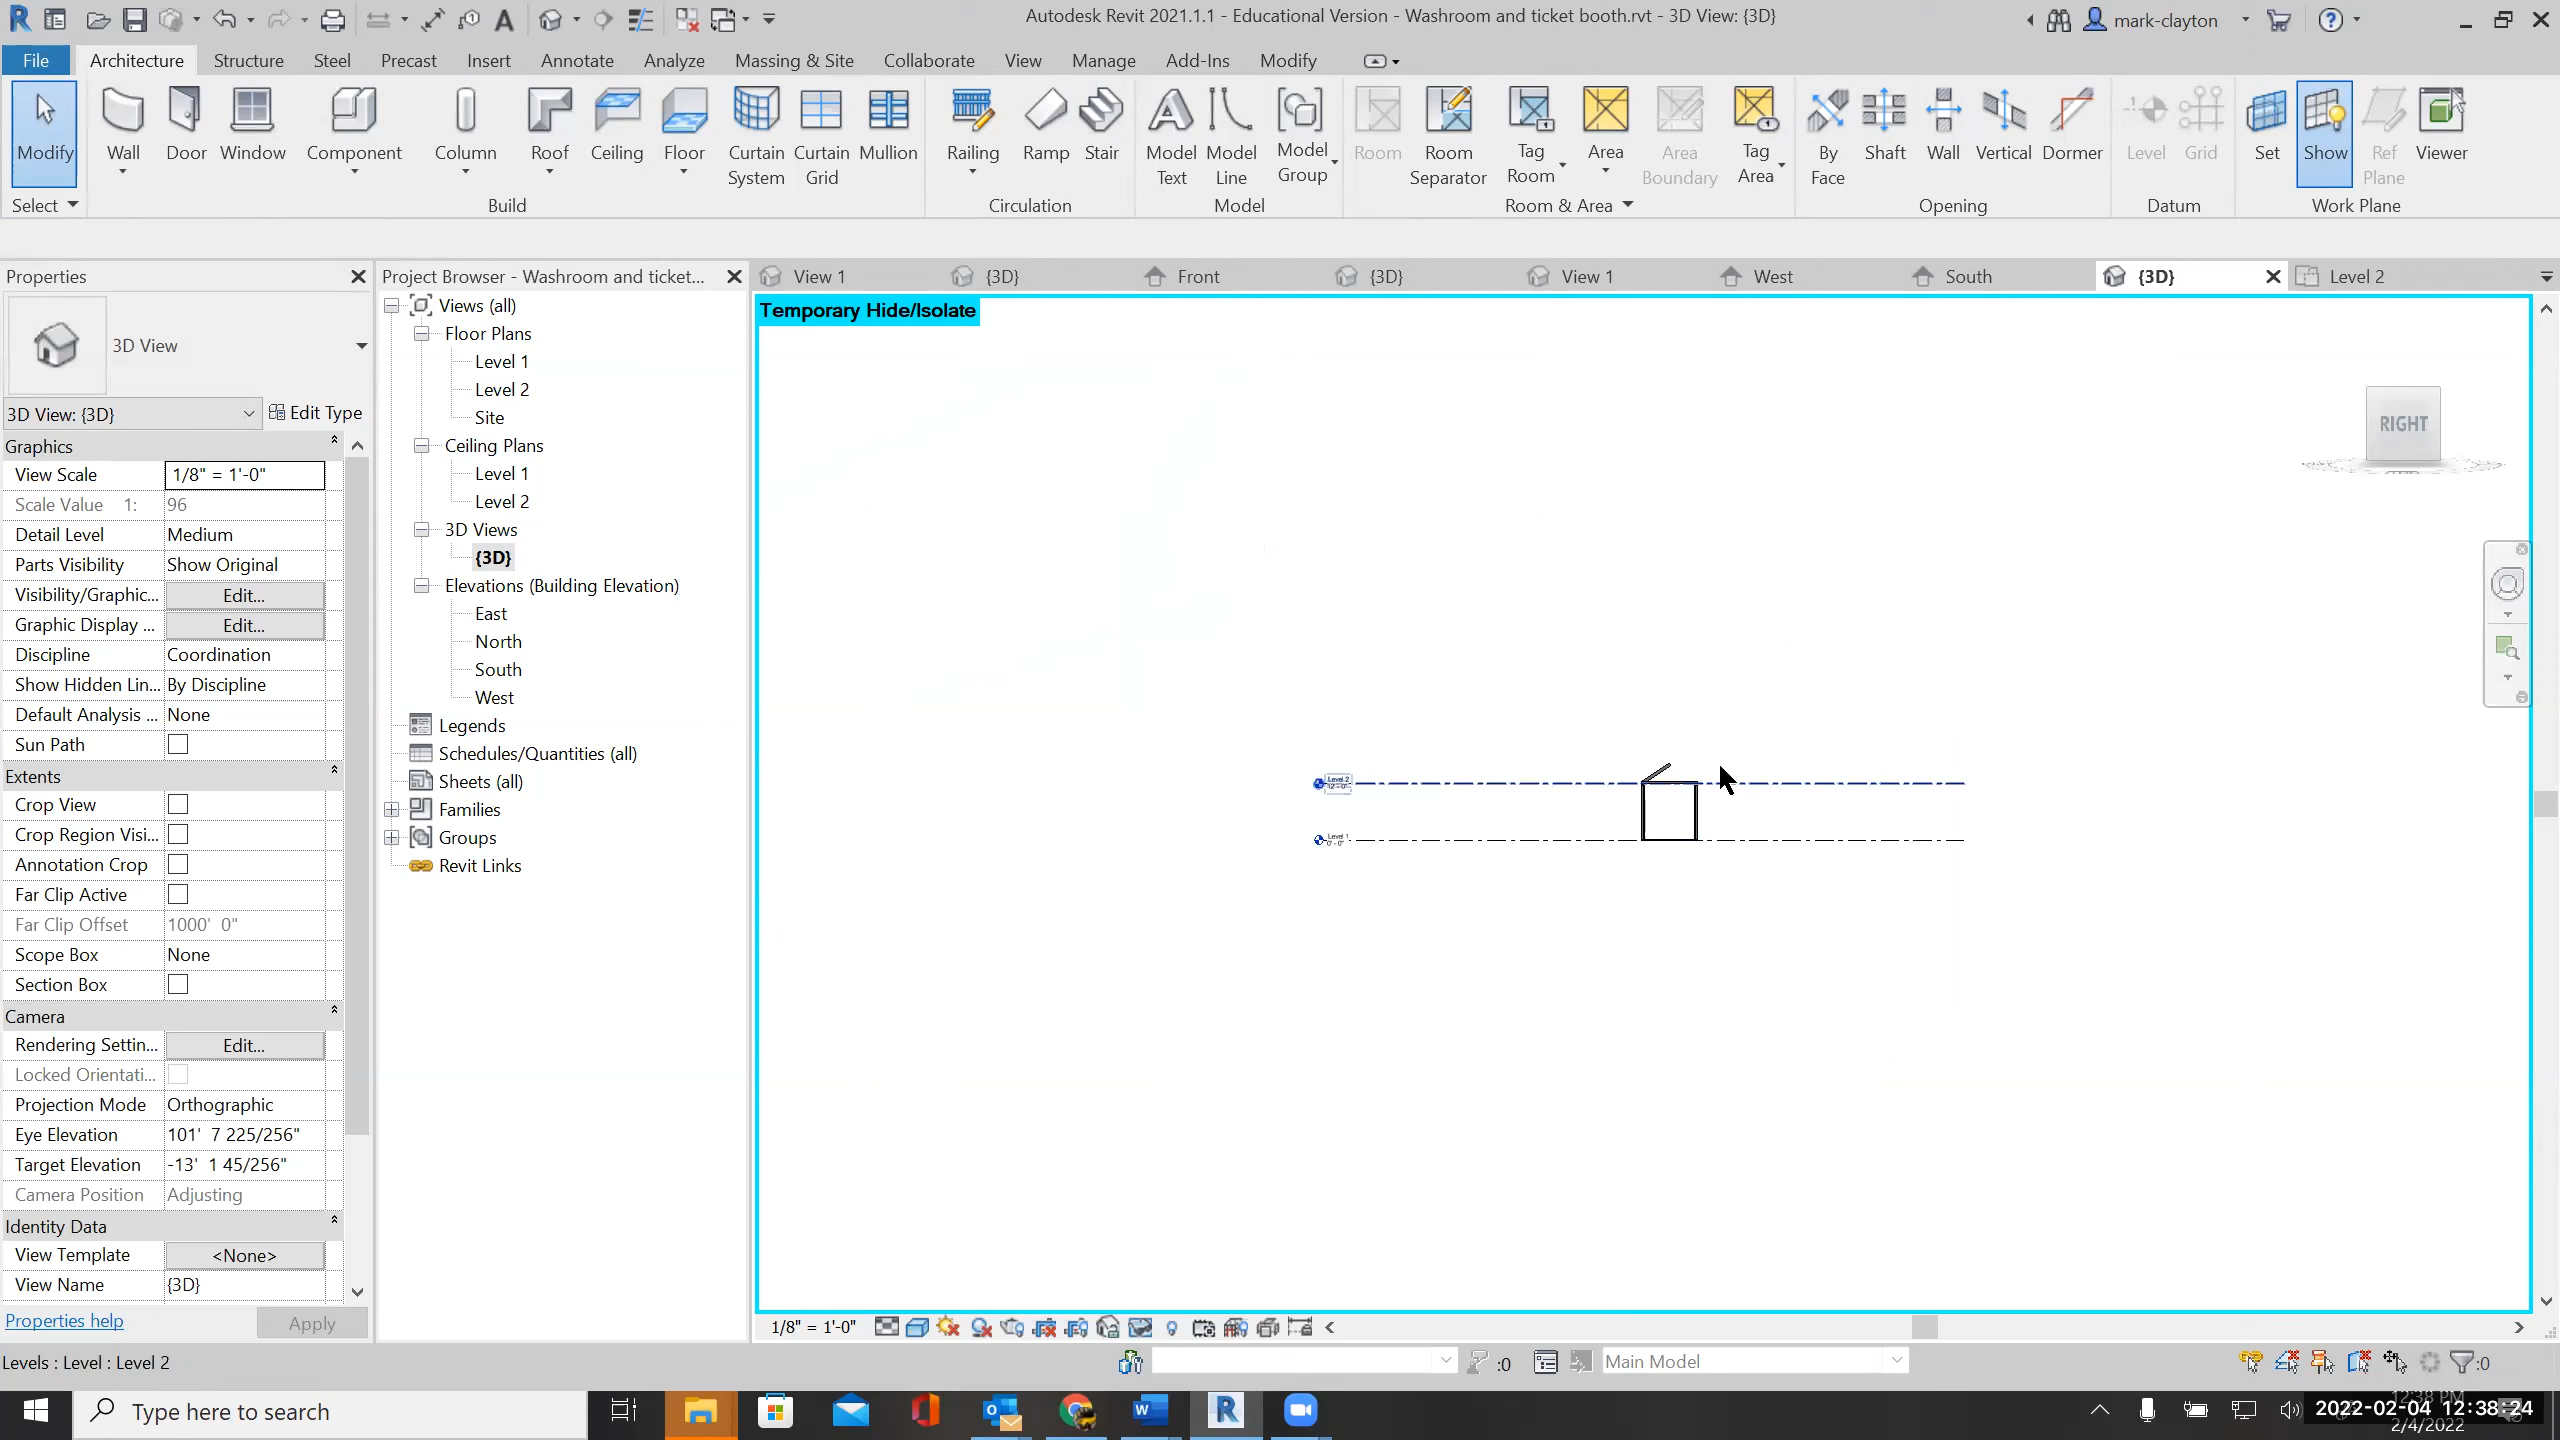 Autodesk Revit 2021.1.1 - Educational Version - Washroom and ticket booth.rvt - 3D View: {3D}
mark-clayton
File Architecture Structure Steel Precast Insert Annotate Analyze Massing & Site Collaborate View Manage Add-Ins Modify
Modify Wall Door Window Component Column Roof Ceiling Floor Curtain System Curtain Grid Mullion Railing Ramp Stair Model Text Model Line Model Group Room Room Separator Tag Room Area Area Boundary Tag Area By Face Shaft Wall Vertical Dormer Level Grid Set Show Ref Plane Viewer
Select Build Circulation Model Room & Area Opening Datum Work Plane
Properties
3D View
3D View: {3D} Edit Type
Graphics
View Scale 1/8" = 1'-0"
Scale Value 1: 96
Detail Level Medium
Parts Visibility Show Original
Visibility/Graphic... Edit...
Graphic Display ... Edit...
Discipline Coordination
Show Hidden Lin... By Discipline
Default Analysis ... None
Sun Path
Extents
Crop View
Crop Region Visi...
Annotation Crop
Far Clip Active
Far Clip Offset 1000' 0"
Scope Box None
Section Box
Camera
Rendering Settin... Edit...
Locked Orientati...
Projection Mode Orthographic
Eye Elevation 101' 7 225/256"
Target Elevation -13' 1 45/256"
Camera Position Adjusting
Identity Data
View Template <None>
View Name {3D}
Properties help Apply
Project Browser - Washroom and ticket...
Views (all)
Floor Plans
Level 1
Level 2
Site
Ceiling Plans
Level 1
Level 2
3D Views
{3D}
Elevations (Building Elevation)
East
North
South
West
Legends
Schedules/Quantities (all)
Sheets (all)
Families
Groups
Revit Links
View 1 {3D} Front {3D} View 1 West South {3D} Level 2
Temporary Hide/Isolate
RIGHT
Level 2
12' - 0"
Level 1
0' - 0"
1/8" = 1'-0"
Levels : Level : Level 2
:0
Main Model
:0
Type here to search
12:38 PM
2022-02-04 12:38:24
2/4/2022